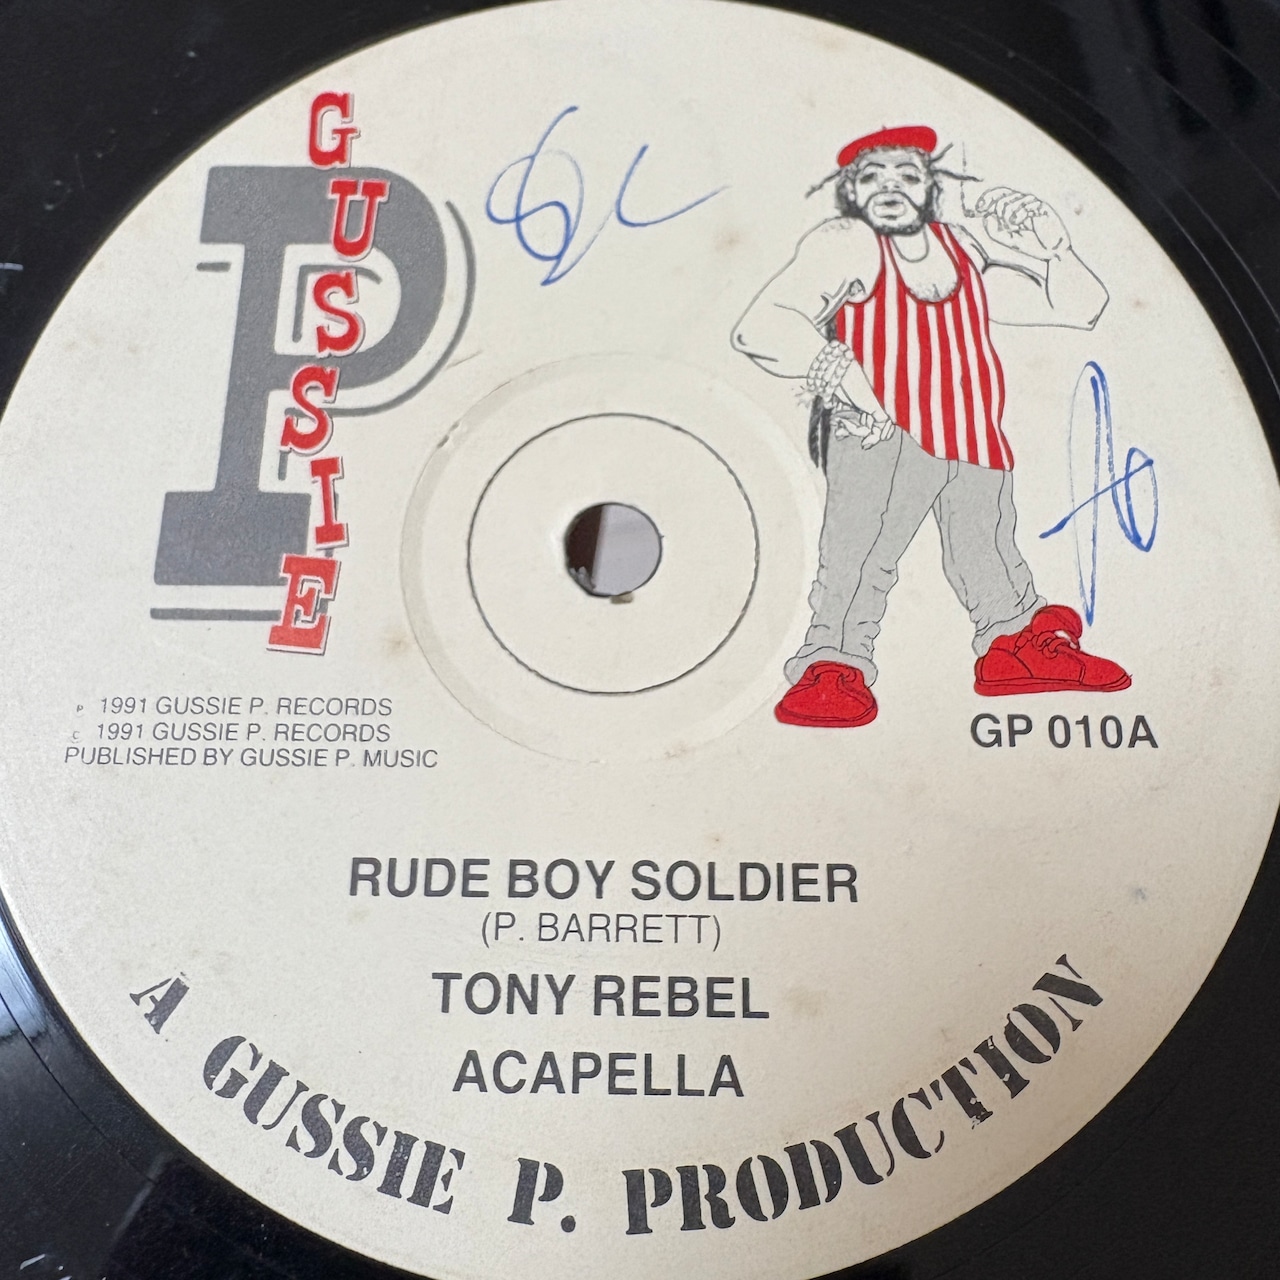 GUSSIE
P
GP 010A
P 1991 GUSSIE P. RECORDS
C 1991 GUSSIE P. RECORDS
PUBLISHED BY GUSSIE P. MUSIC
RUDE BOY SOLDIER
(P. BARRETT)
TONY REBEL
ACAPELLA
A GUSSIE P. PRODUCTION